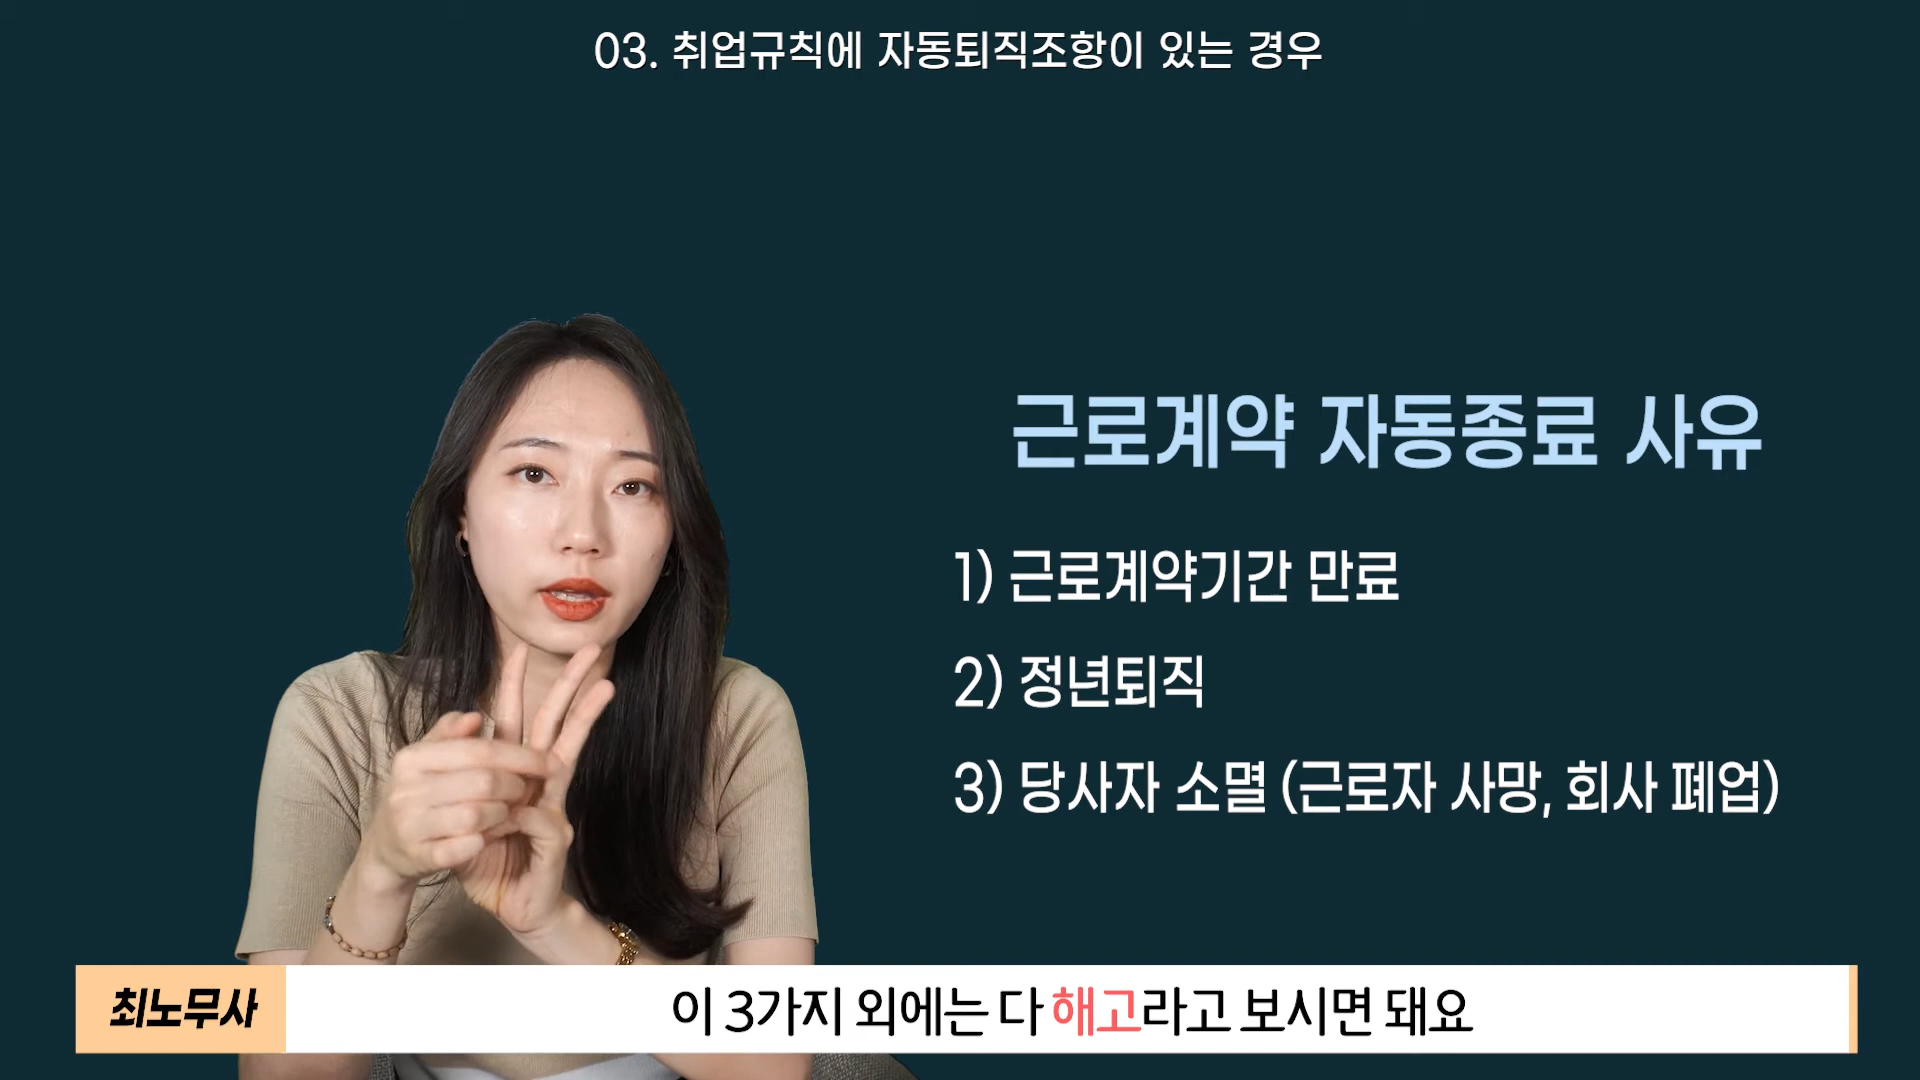 03. 취업규칙에 자동퇴직조항이 있는 경우
근로계약 자동종료 사유
1) 근로계약기간 만료
2) 정년퇴직
3) 당사자 소멸 (근로자 사망, 회사 폐업)
최노무사
이 3가지 외에는 다 해고라고 보시면 돼요